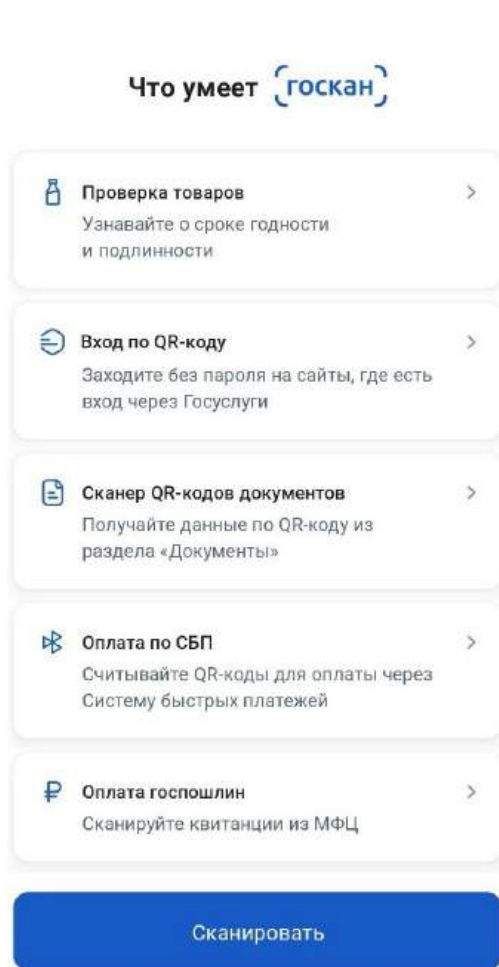 Что умеет госкан
Проверка товаров
Узнавайте о сроке годности
и подлинности
Вход по QR-коду
Заходите без пароля на сайты, где есть
вход через Госуслуги
Сканер QR-кодов документов
Получайте данные по QR-коду из
раздела «Документы»
Оплата по СБП
Считывайте QR-коды для оплаты через
Систему быстрых платежей
Оплата госпошлин
Сканируйте квитанции из МФЦ
Сканировать